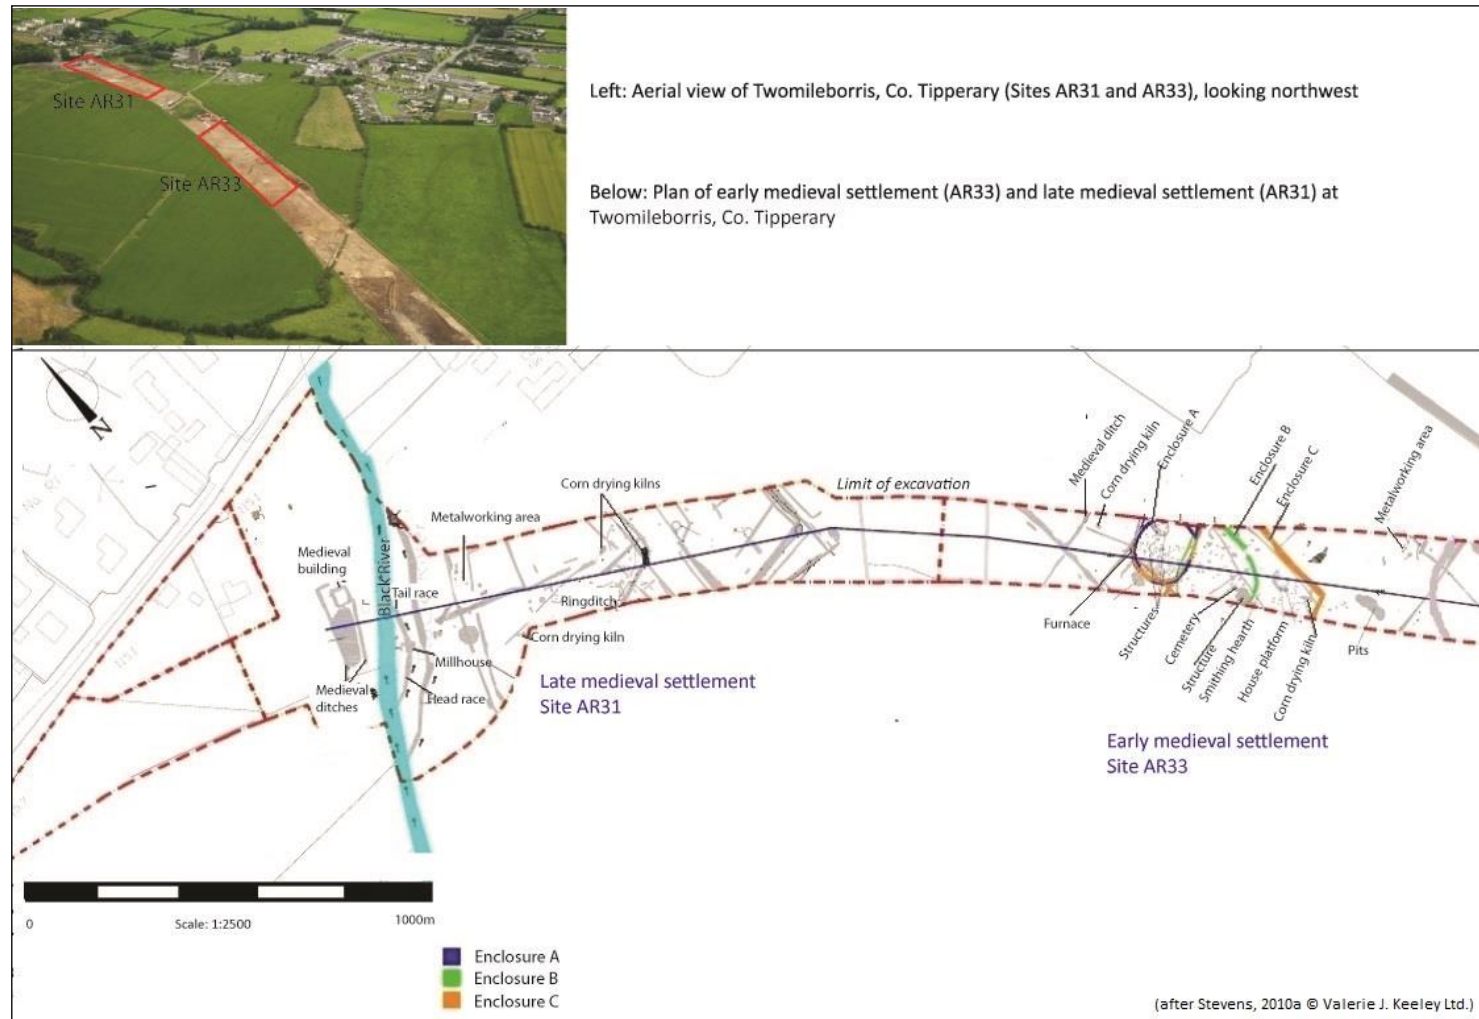 Site AR31
Site AR33
Left: Aerial view of Twomileborris, Co. Tipperary (Sites AR31 and AR33), looking northwest
Below: Plan of early medieval settlement (AR33) and late medieval settlement (AR31) at
Twomileborris, Co. Tipperary
N
Medieval
building
Black River
Tail race
Metalworking area
Corn drying kilns
Limit of excavation
Medieval ditch
Corn drying kiln
Enclosure A
Enclosure B
Enclosure C
Metalworking area
Ringditch
Corn drying kiln
Millhouse
Head race
Medieval
ditches
Furnace
Structures
Cemetery
Structure
Smithing hearth
House platform
Corn drying kiln
Pits
Late medieval settlement
Site AR31
Early medieval settlement
Site AR33
0
Scale: 1:2500
1000m
Enclosure A
Enclosure B
Enclosure C
(after Stevens, 2010a © Valerie J. Keeley Ltd.)